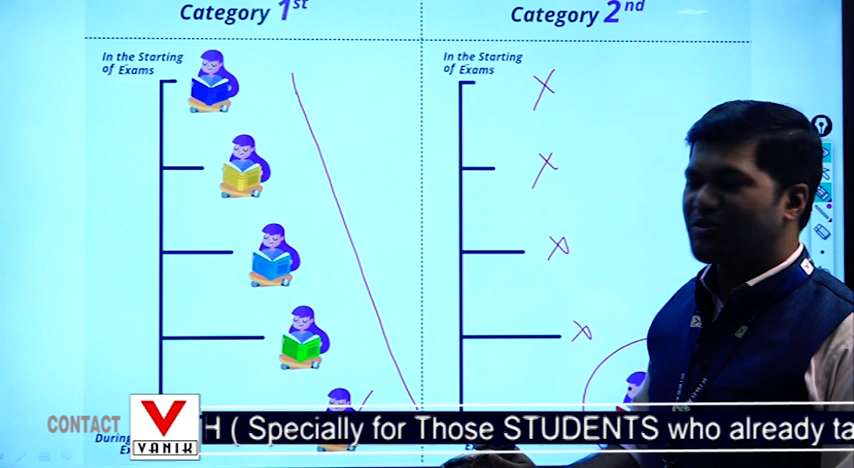 Category 1st
Category 2nd
In the Starting
of Exams
In the Starting
of Exams
CONTACT
V
VANIK
H ( Specially for Those STUDENTS who already ta
During